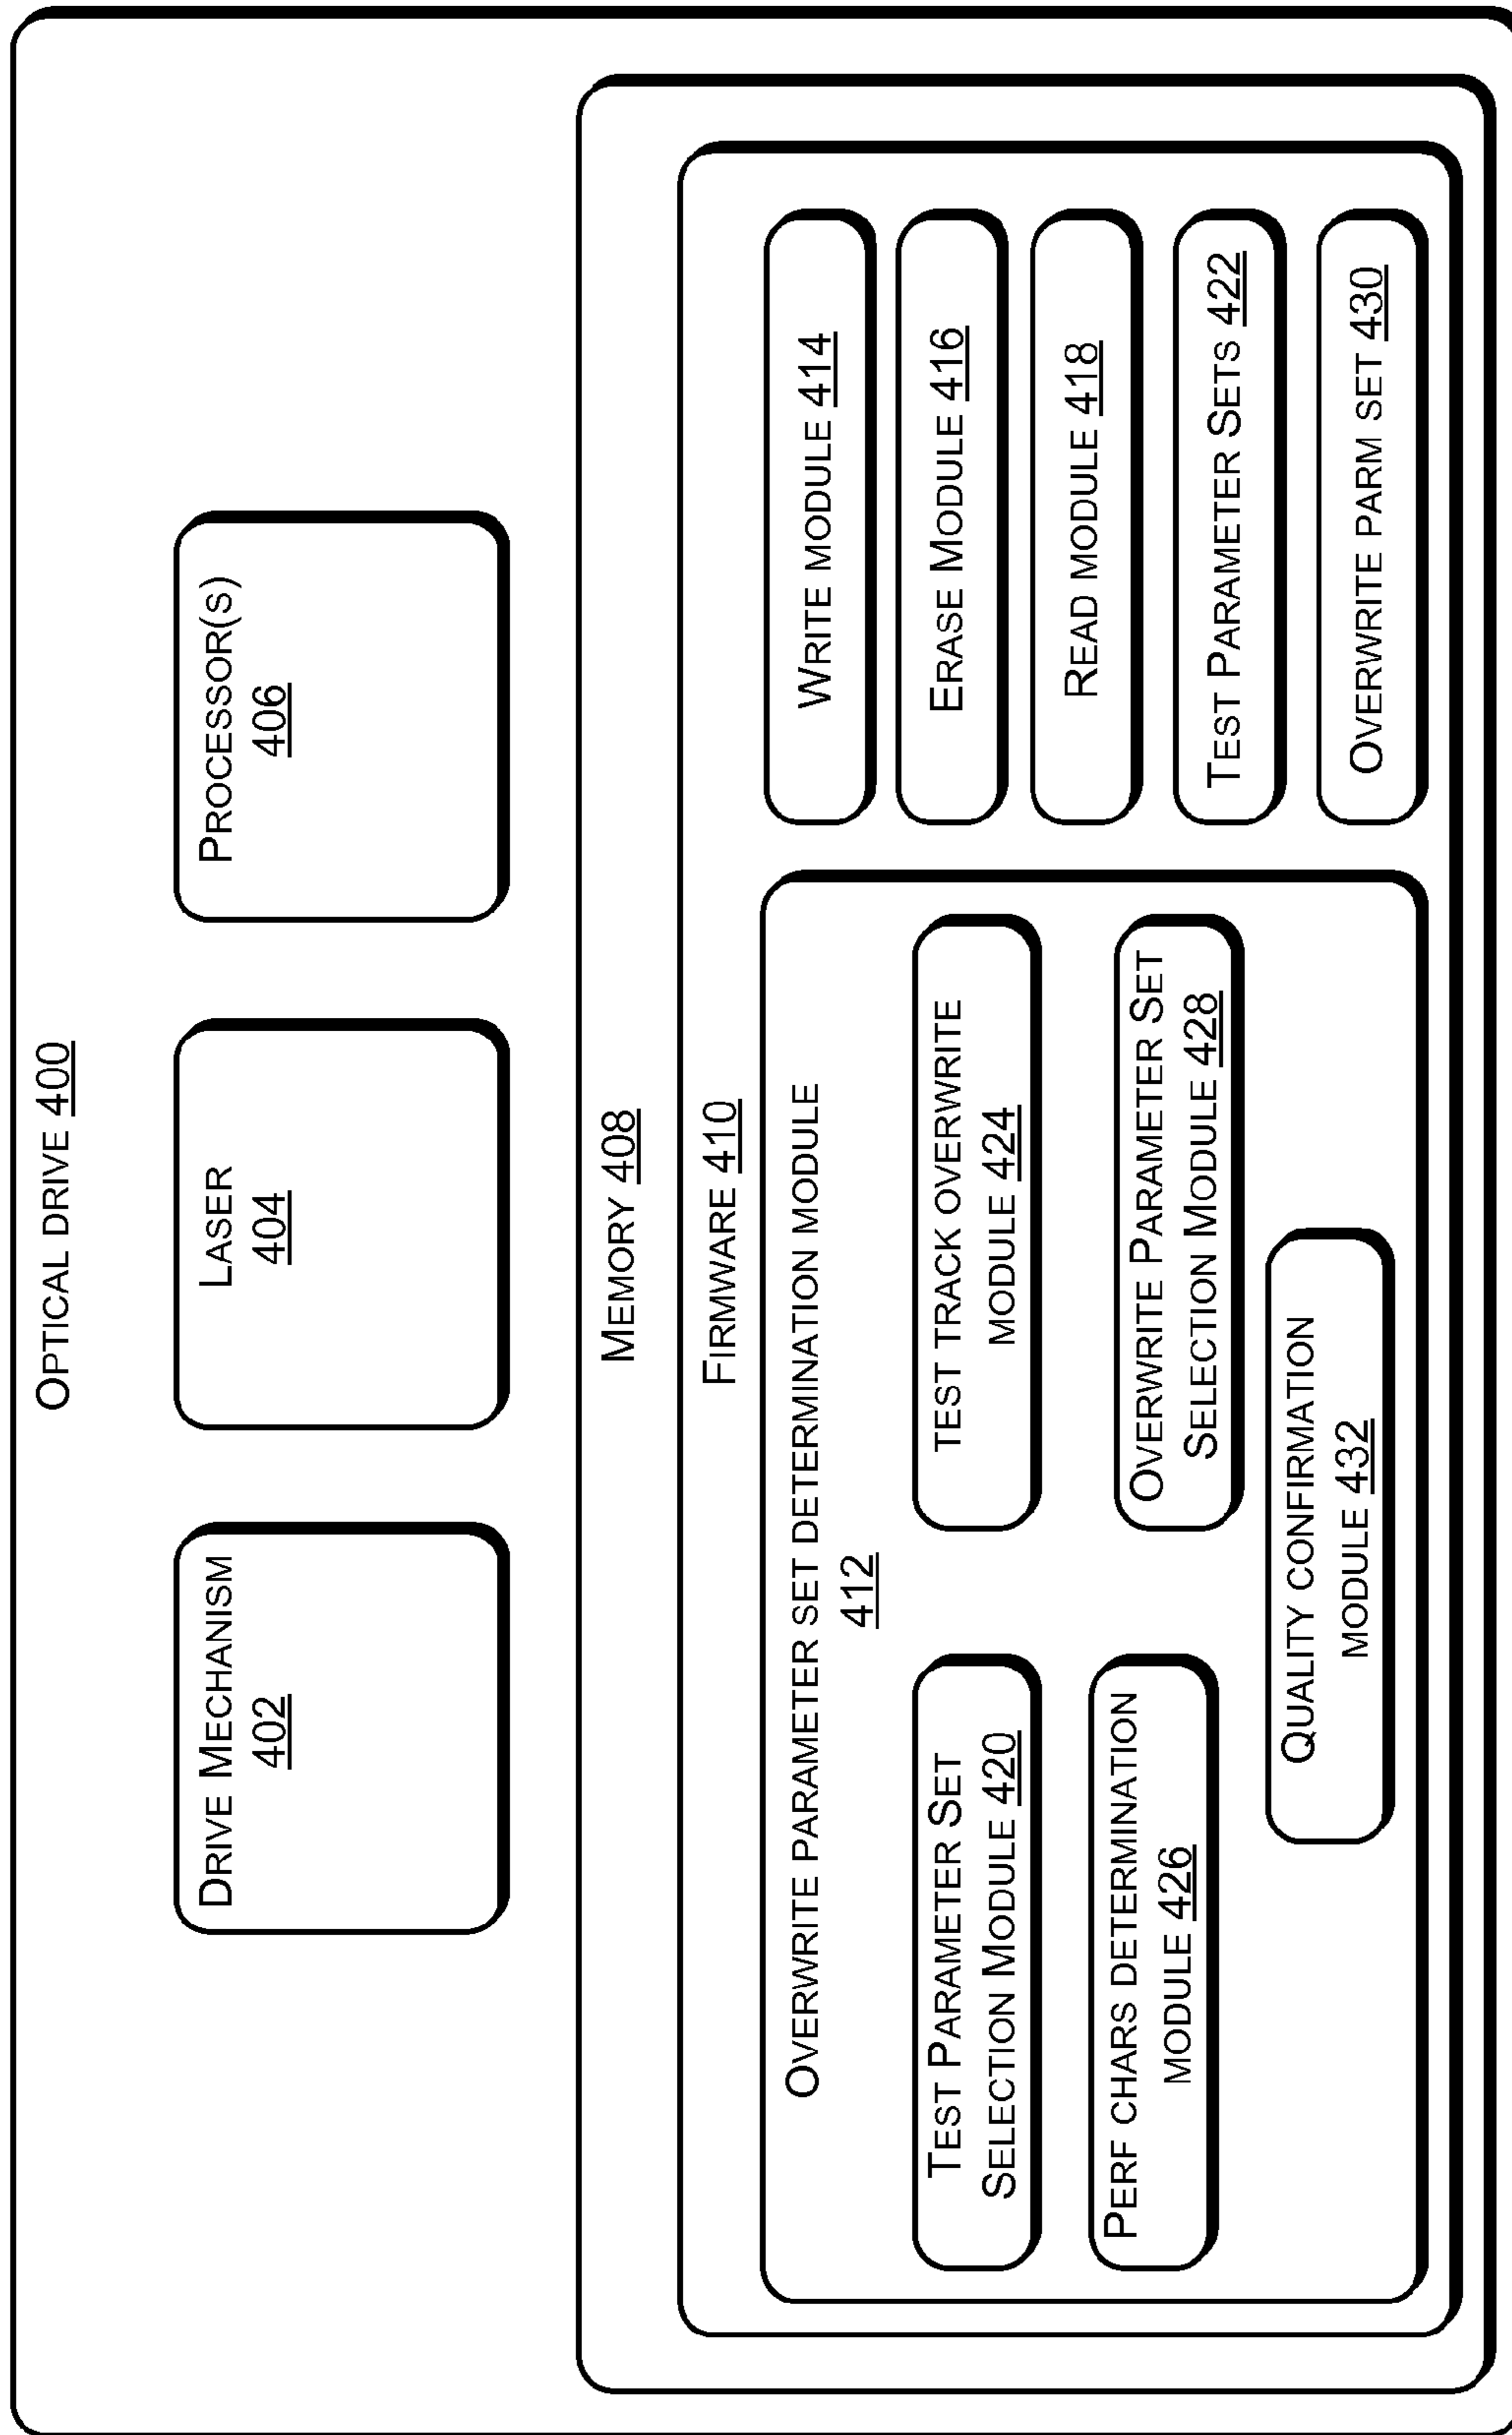 OPTICAL DRIVE 400
DRIVE MECHANISM
402
LASER
404
PROCESSOR(S)
406
MEMORY 408
FIRMWARE 410
OVERWRITE PARAMETER SET DETERMINATION MODULE
412
TEST PARAMETER SET
SELECTION MODULE 420
TEST TRACK OVERWRITE
MODULE 424
PERF CHARS DETERMINATION
MODULE 426
OVERWRITE PARAMETER SET
SELECTION MODULE 428
QUALITY CONFIRMATION
MODULE 432
WRITE MODULE 414
ERASE MODULE 416
READ MODULE 418
TEST PARAMETER SETS 422
OVERWRITE PARM SET 430